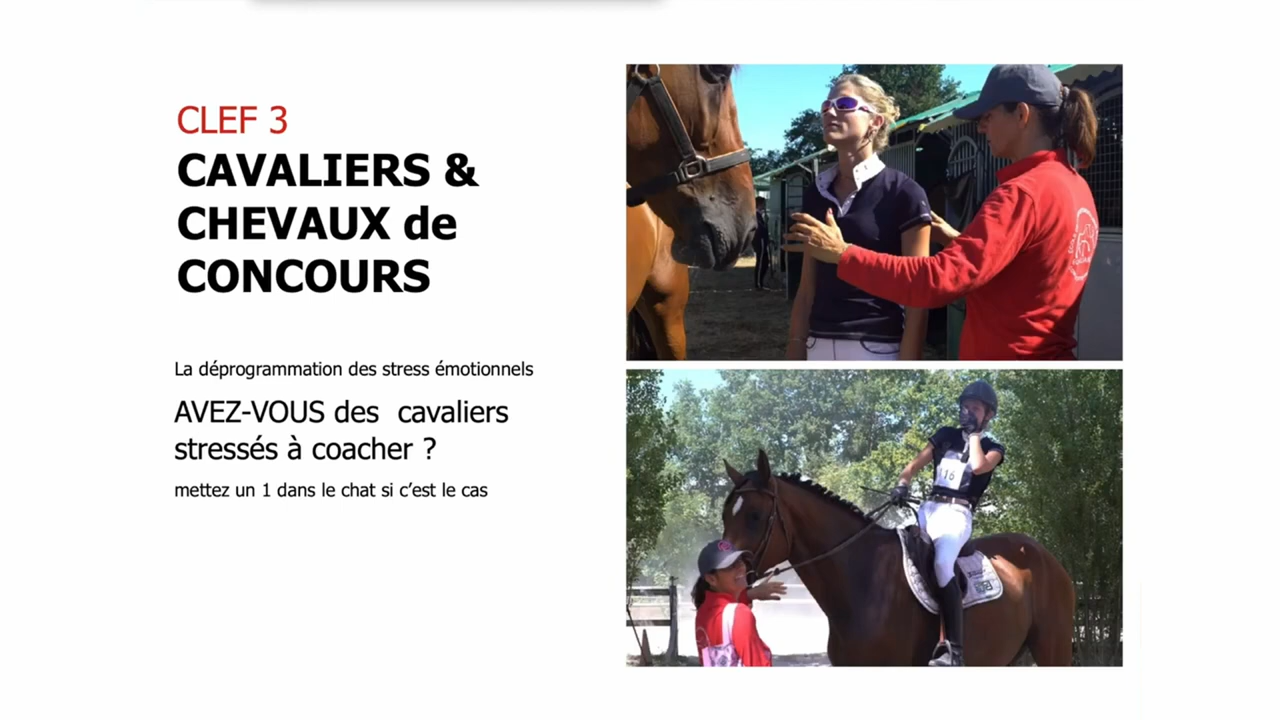 CLEF 3
CAVALIERS &
CHEVAUX de
CONCOURS
La déprogrammation des stress émotionnels
AVEZ-VOUS des  cavaliers
stressés à coacher ?
mettez un 1 dans le chat si c’est le cas
16